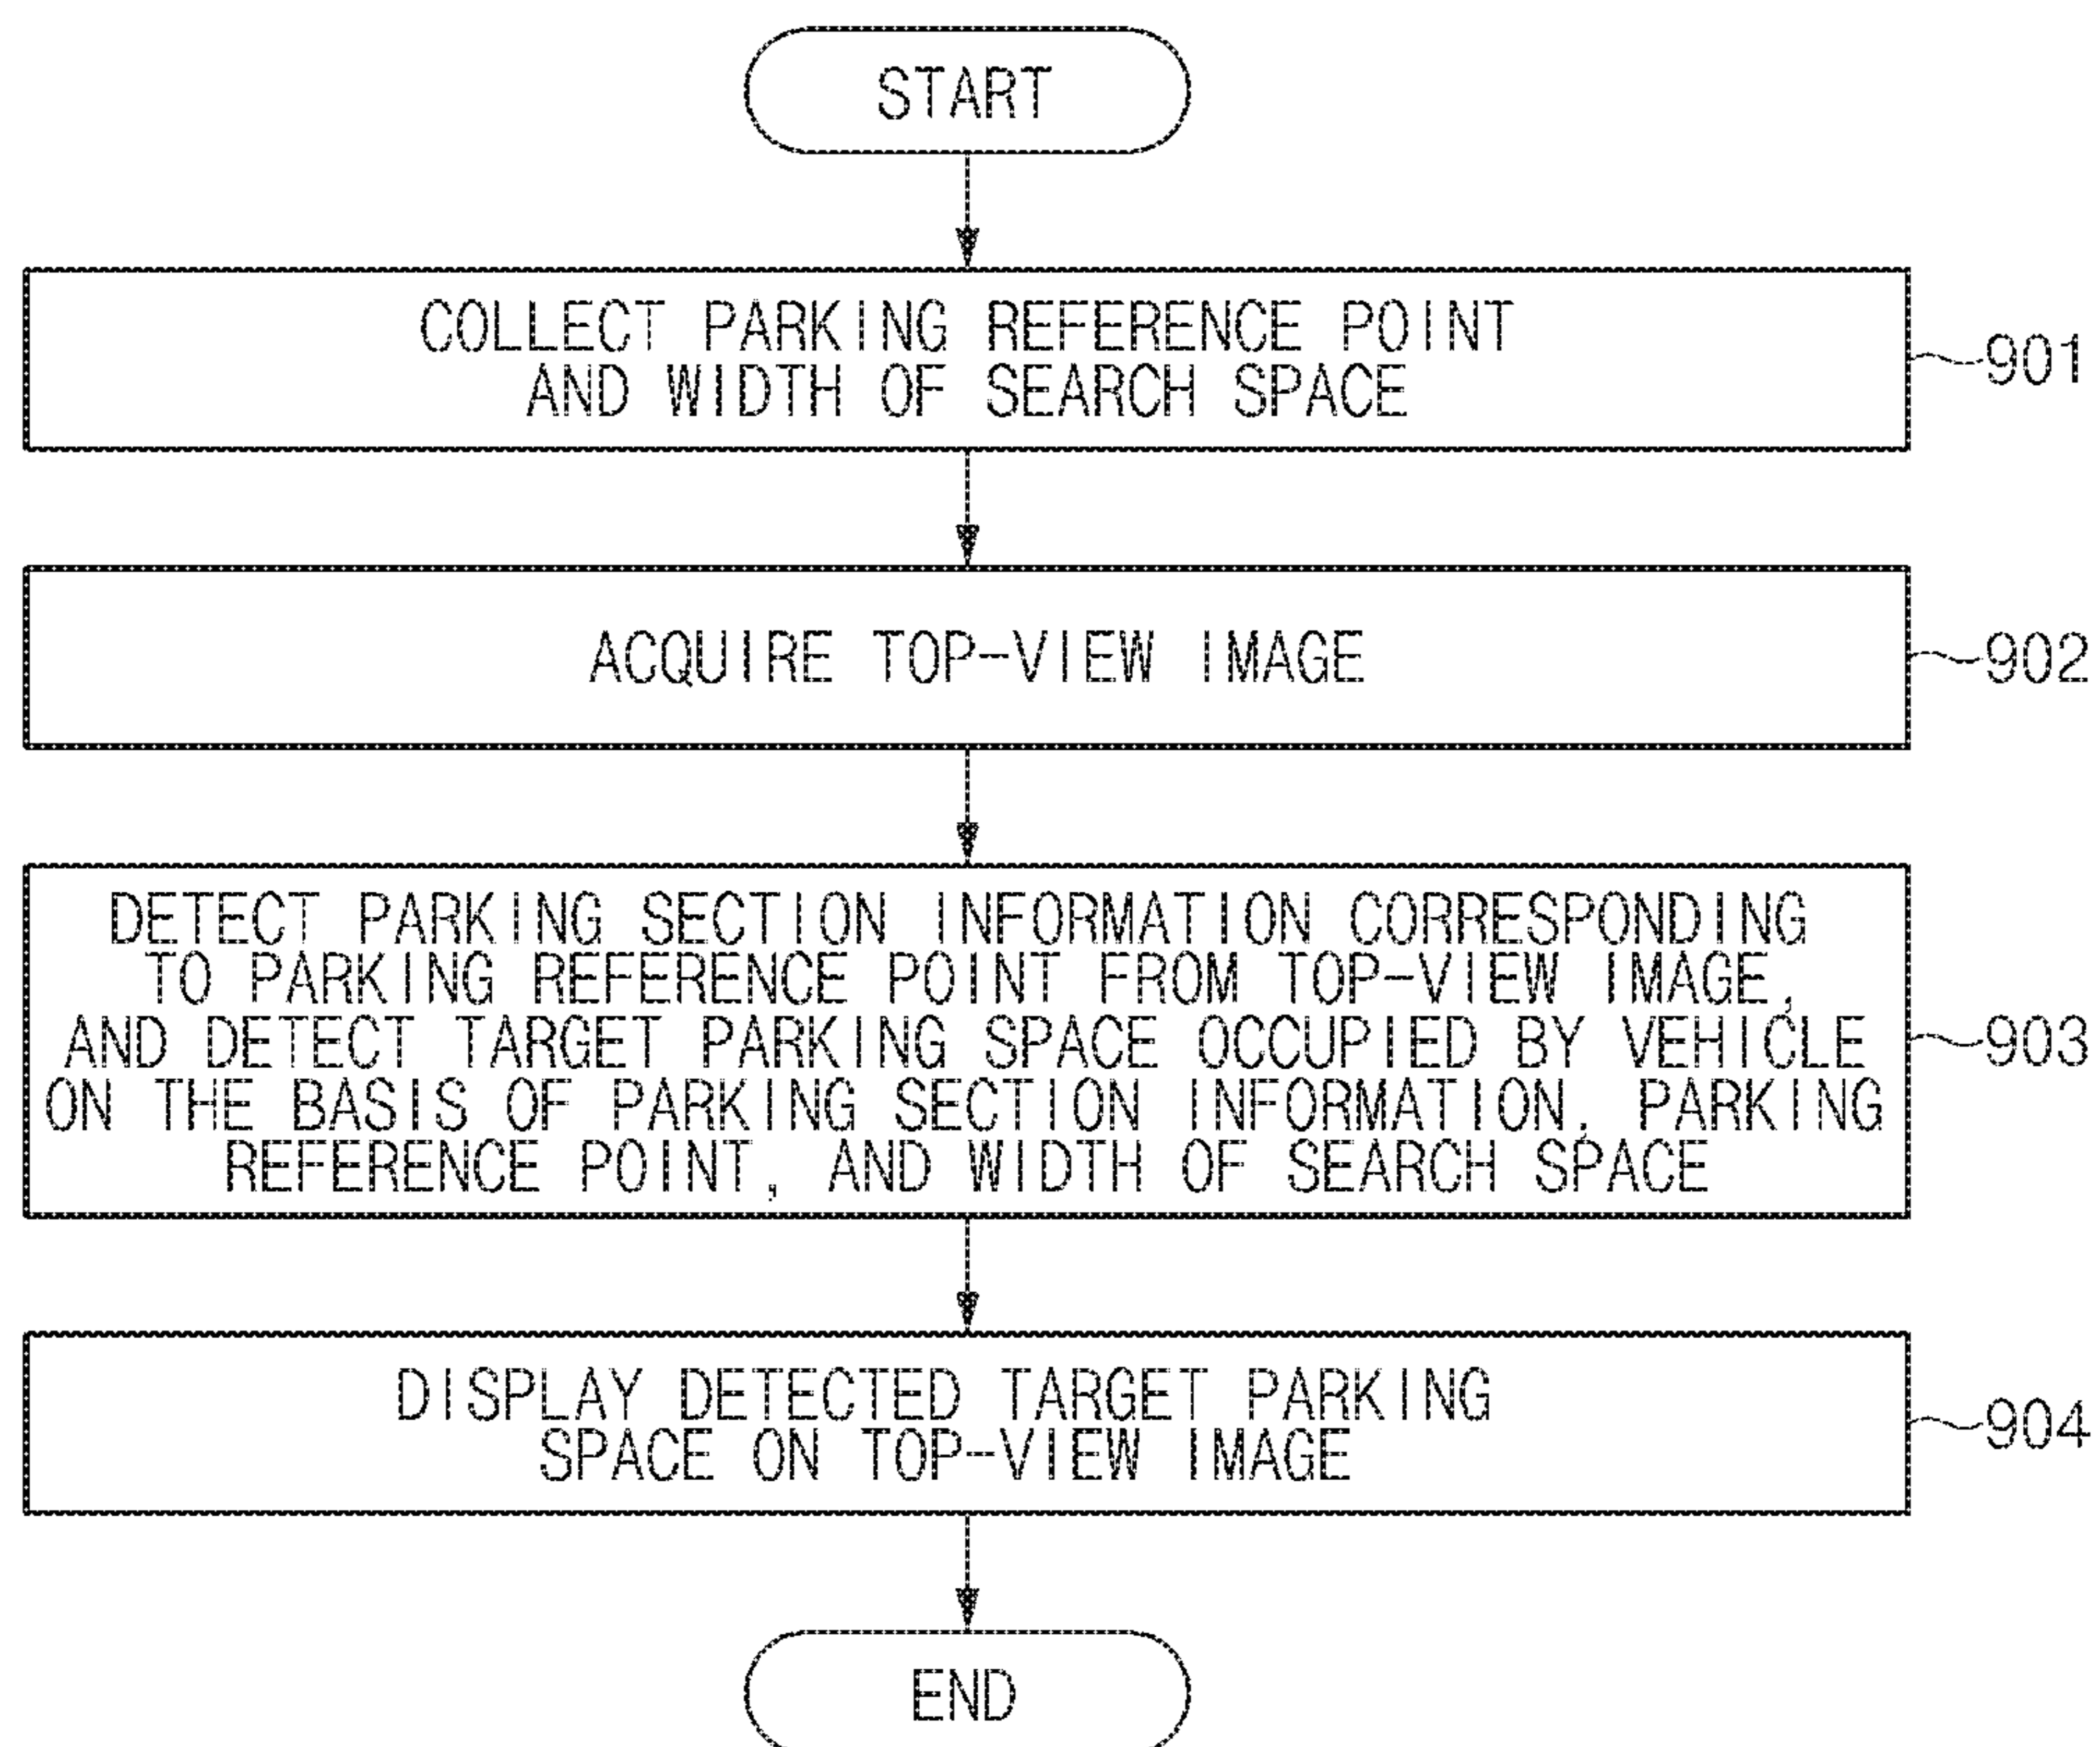 START
COLLECT PARKING REFERENCE POINT
AND WIDTH OF SEARCH SPACE
901
ACQUIRE TOP-VIEW IMAGE
902
DETECT PARKING SECTION INFORMATION CORRESPONDING
TO PARKING REFERENCE POINT FROM TOP-VIEW IMAGE,
AND DETECT TARGET PARKING SPACE OCCUPIED BY VEHICLE
ON THE BASIS OF PARKING SECTION INFORMATION, PARKING
REFERENCE POINT, AND WIDTH OF SEARCH SPACE
903
DISPLAY DETECTED TARGET PARKING
SPACE ON TOP-VIEW IMAGE
904
END